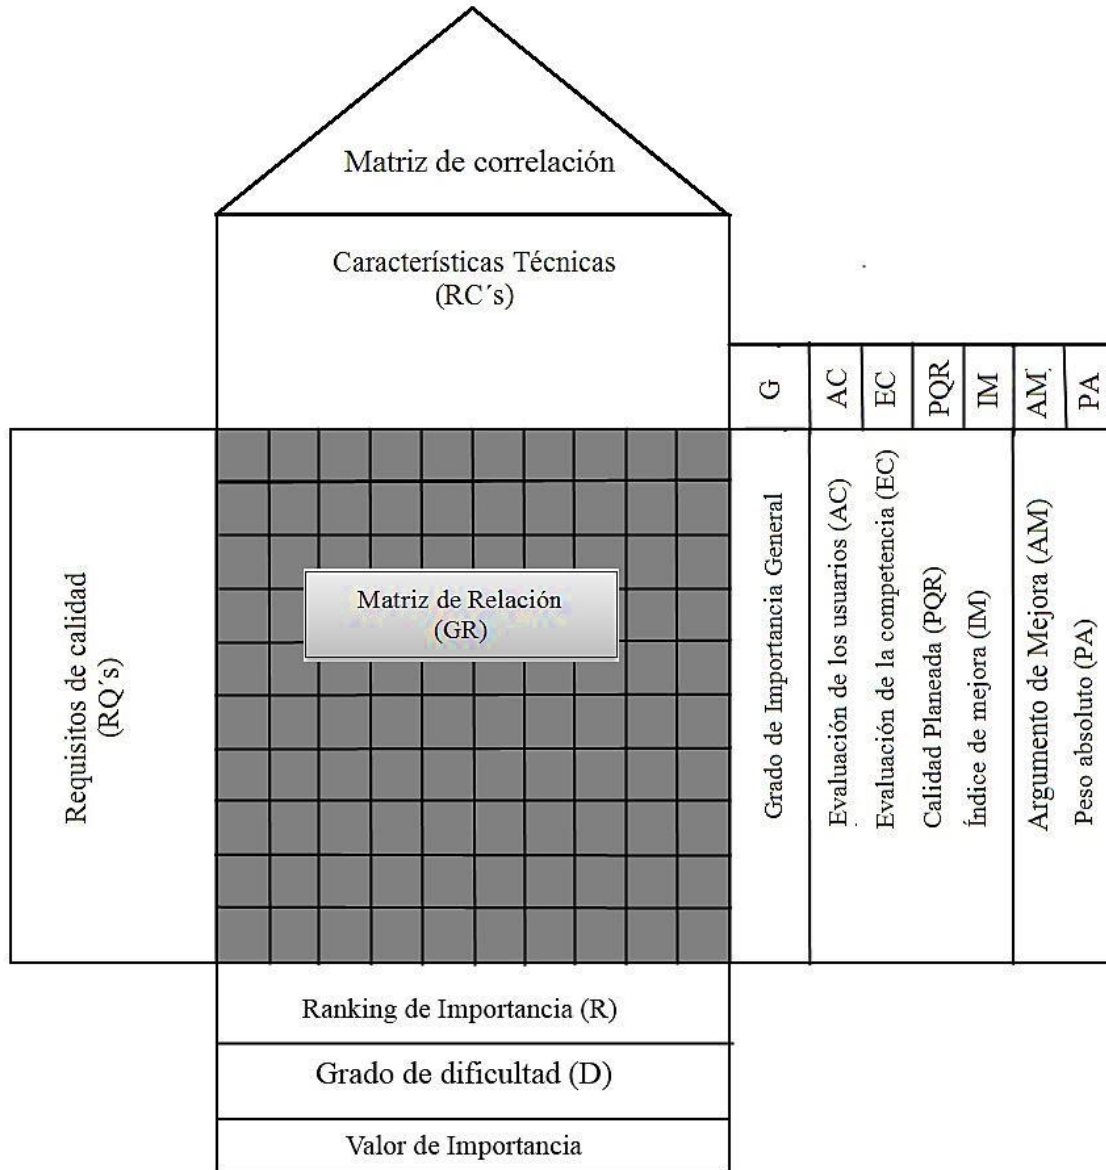 Matriz de correlación
Características Técnicas
(RC´s)
G
AC
EC
PQR
IM
AM
PA
Requisitos de calidad
(RQ´s)
Matriz de Relación
(GR)
Grado de Importancia General
Evaluación de los usuarios (AC)
Evaluación de la competencia (EC)
Calidad Planeada (PQR)
Índice de mejora (IM)
Argumento de Mejora (AM)
Peso absoluto (PA)
Ranking de Importancia (R)
Grado de dificultad (D)
Valor de Importancia